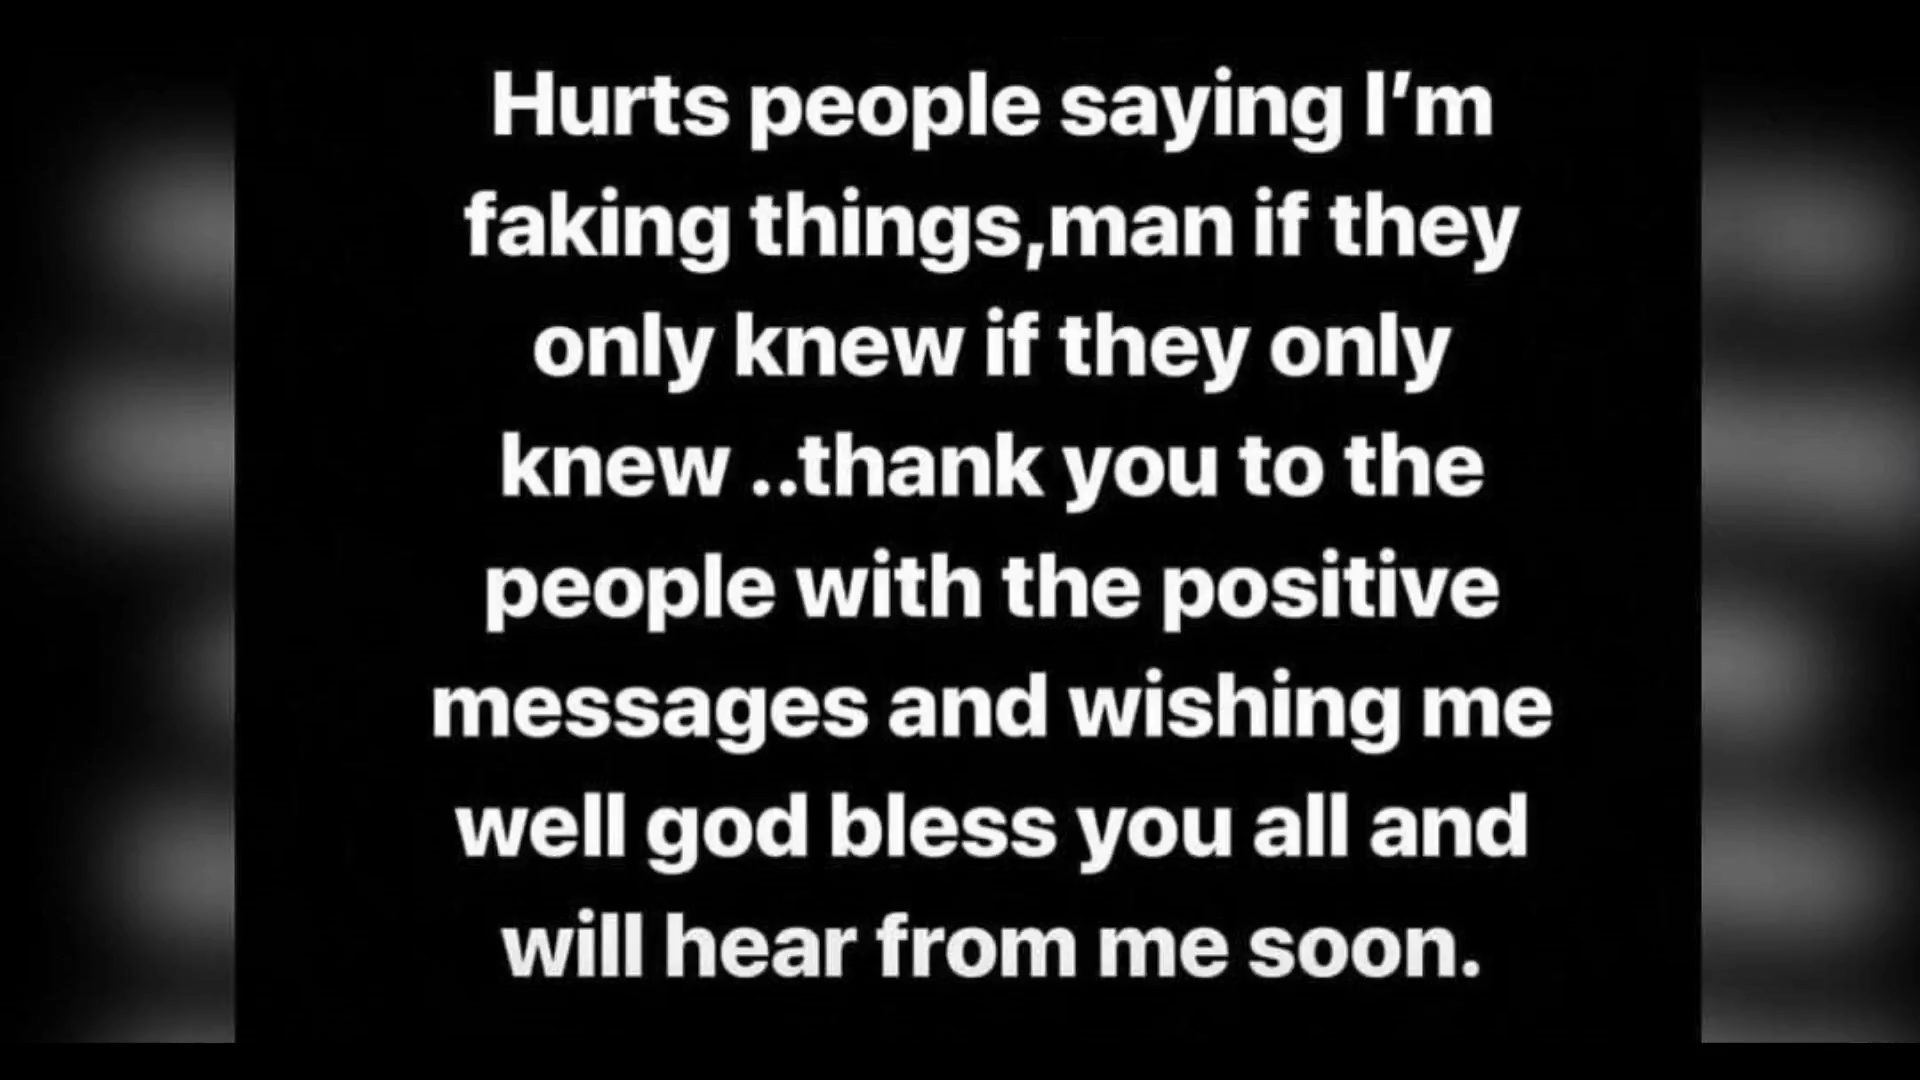 Hurts people saying I’m
faking things,man if they
only knew if they only
knew ..thank you to the
people with the positive
messages and wishing me
well god bless you all and
will hear from me soon.